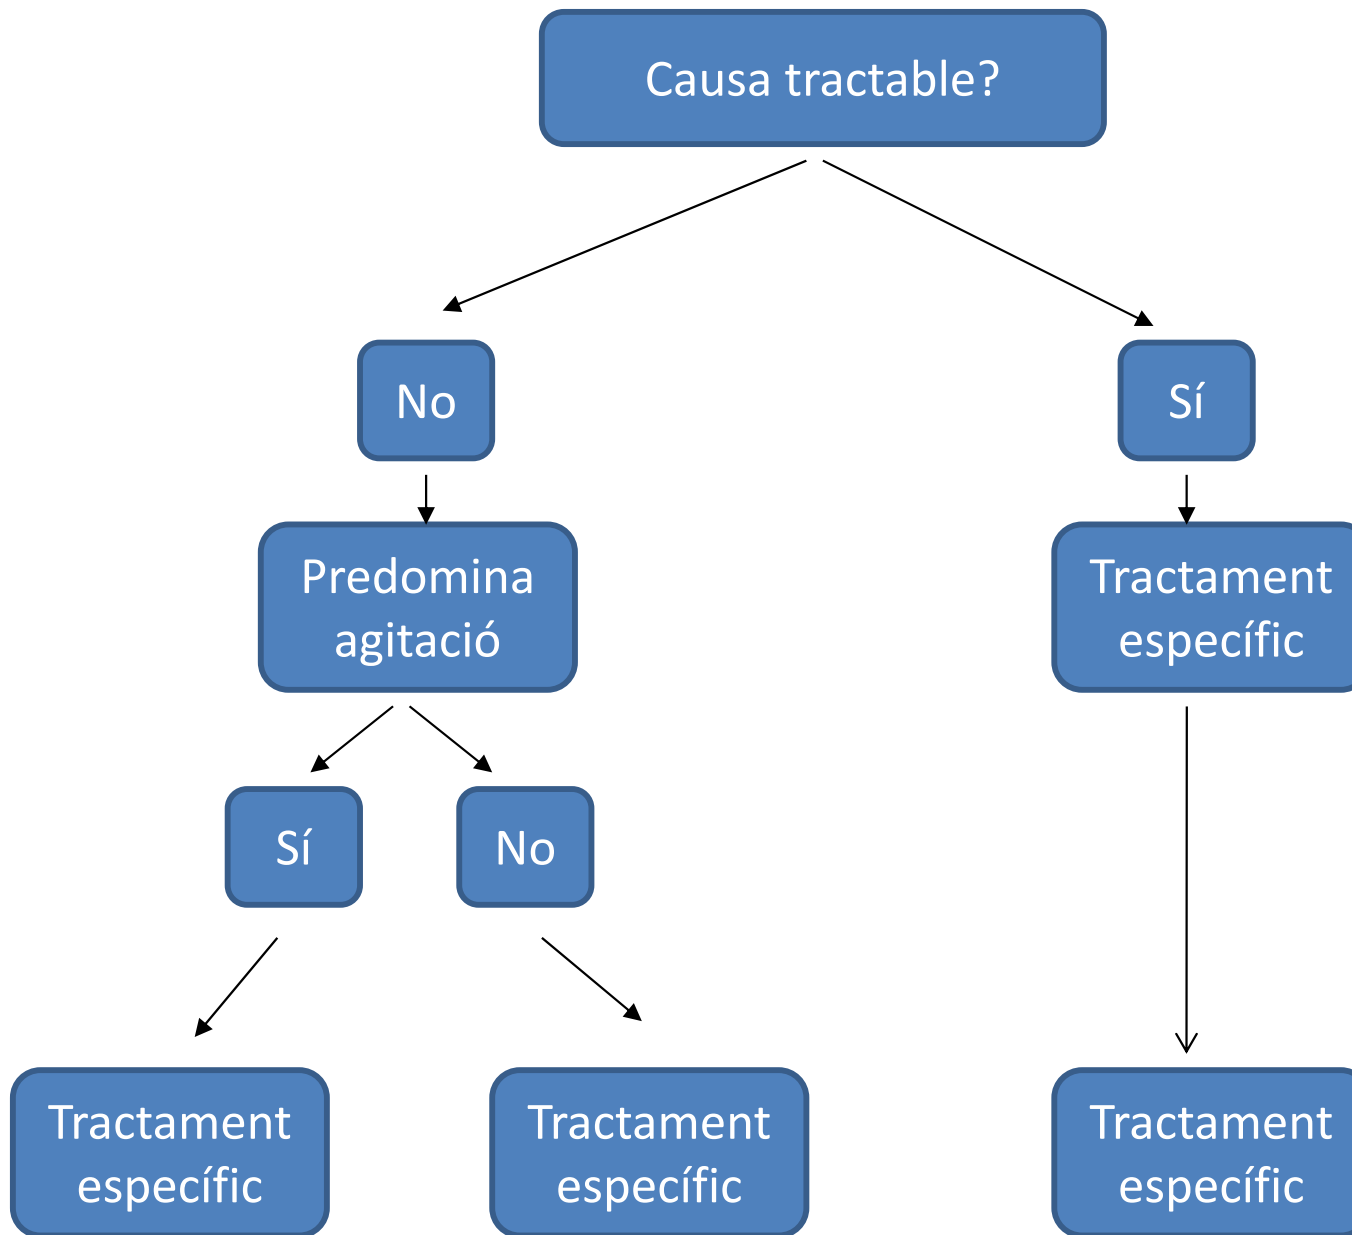 Causa tractable?
No
Sí
Predomina
agitació
Tractament
específic
Sí
No
Tractament
específic
Tractament
específic
Tractament
específic